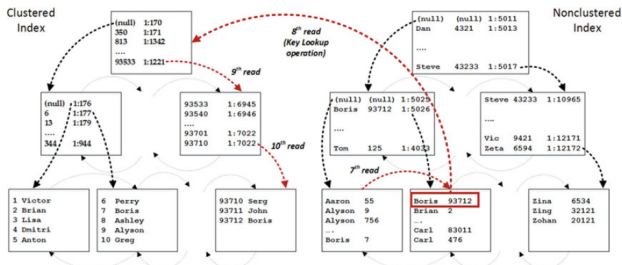 Clustered
Index
(null) 1:170
350 1:171
813 1:1342
....
93533 1:1221
8th read
(Key Lookup
operation)
(null) (null) 1:5011
Dan 4321 1:5013
....
Steve 43233 1:5017
Nonclustered
Index
9th read
(null) 1:176
6 1:177
13 1:179
....
344 1:944
93533 1:6945
93540 1:6946
....
93701 1:7022
93710 1:7022
10th read
(null) (null) 1:5025
Boris 93712 1:5026
....
Tom 125 1:4033
Steve 43233 1:10965
....
Vic 9421 1:12171
Zeta 6594 1:12172
7th read
1 Victor
2 Brian
3 Lisa
4 Dmitri
5 Anton
6 Perry
7 Boris
8 Ashley
9 Alyson
10 Greg
93710 Serg
93711 John
93712 Boris
Aaron 55
Alyson 9
Alyson 756
...
Boris 7
Boris 93712
Brian 2
....
Carl 83011
Carl 476
Zina 6534
Zing 32121
Zohan 20121